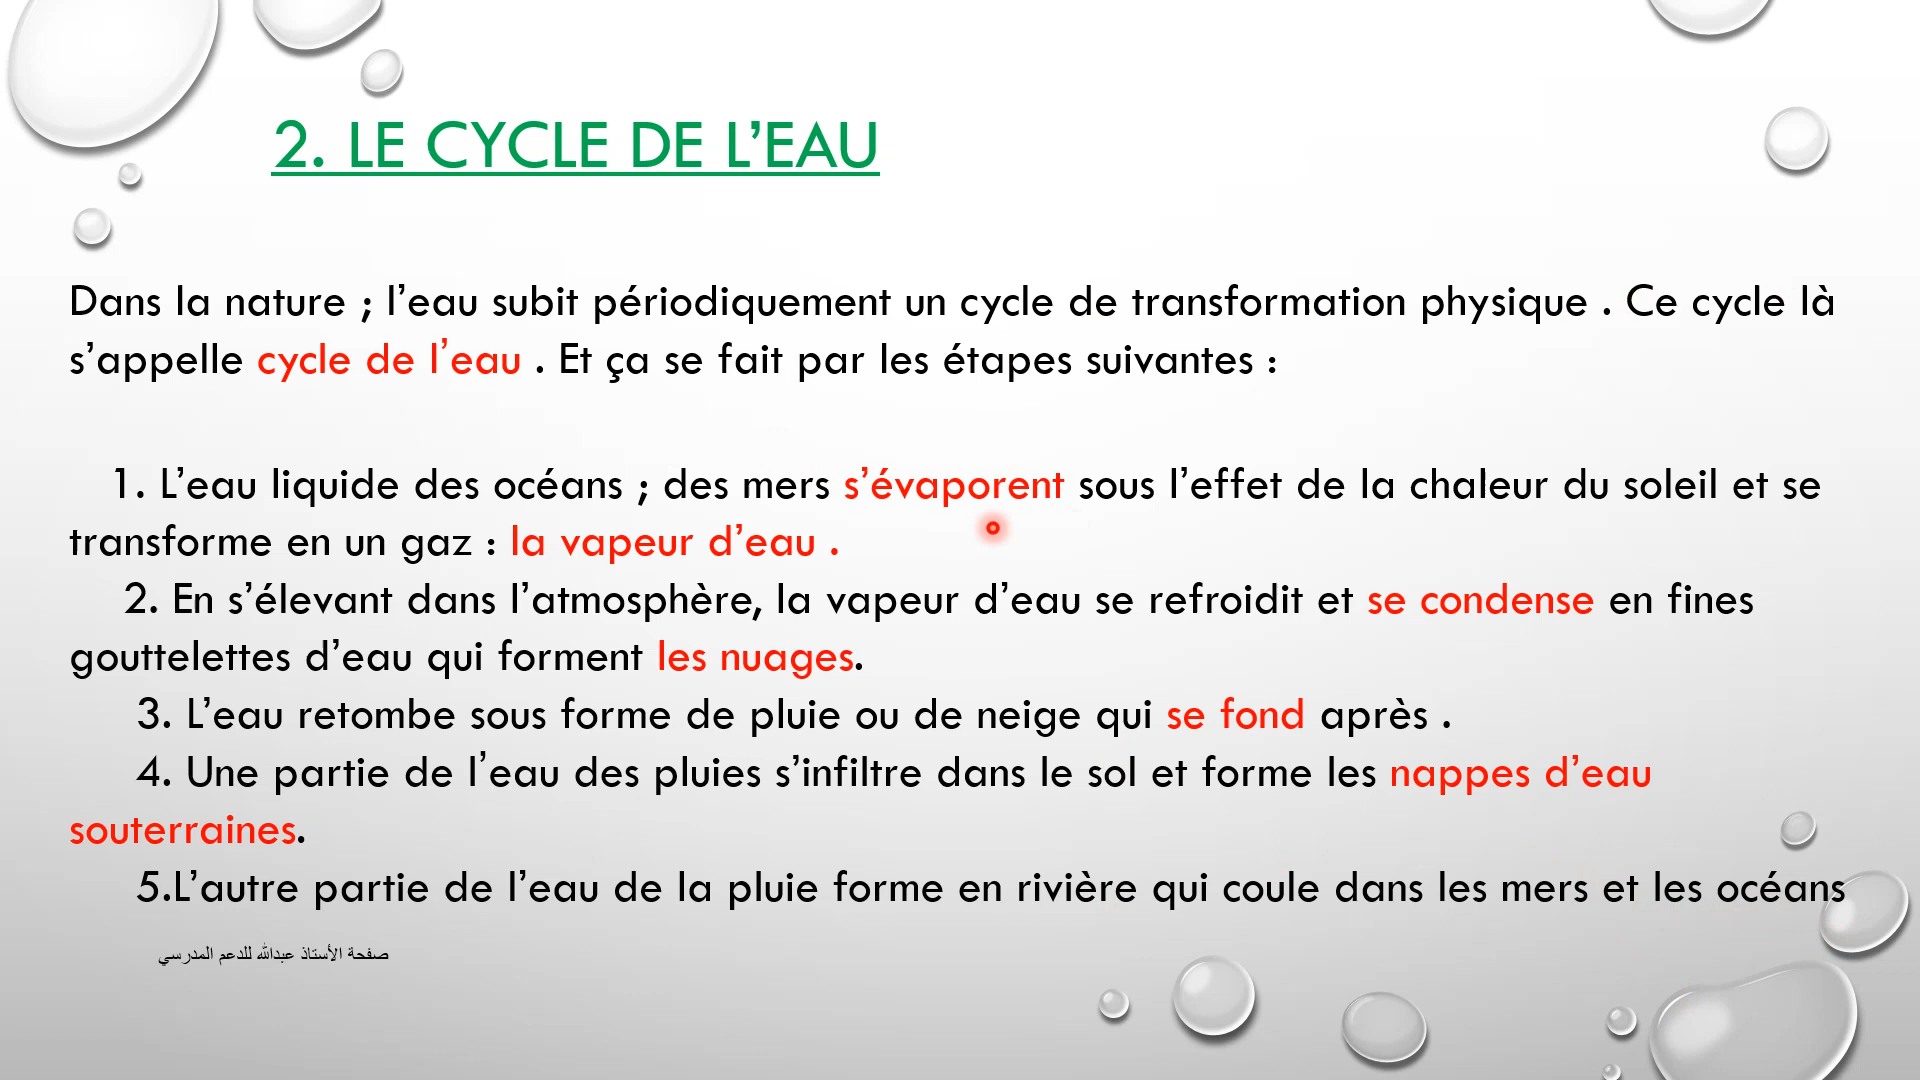 2. LE CYCLE DE L’EAU
Dans la nature ; l’eau subit périodiquement un cycle de transformation physique . Ce cycle là
s’appelle cycle de l’eau . Et ça se fait par les étapes suivantes :
1. L’eau liquide des océans ; des mers s’évaporent sous l’effet de la chaleur du soleil et se
transforme en un gaz : la vapeur d’eau .
2. En s’élevant dans l’atmosphère, la vapeur d’eau se refroidit et se condense en fines
gouttelettes d’eau qui forment les nuages.
3. L’eau retombe sous forme de pluie ou de neige qui se fond après .
4. Une partie de l’eau des pluies s’infiltre dans le sol et forme les nappes d’eau
souterraines.
5.L’autre partie de l’eau de la pluie forme en rivière qui coule dans les mers et les océans
صفحة الأستاذ عبدالله للدعم المدرسي